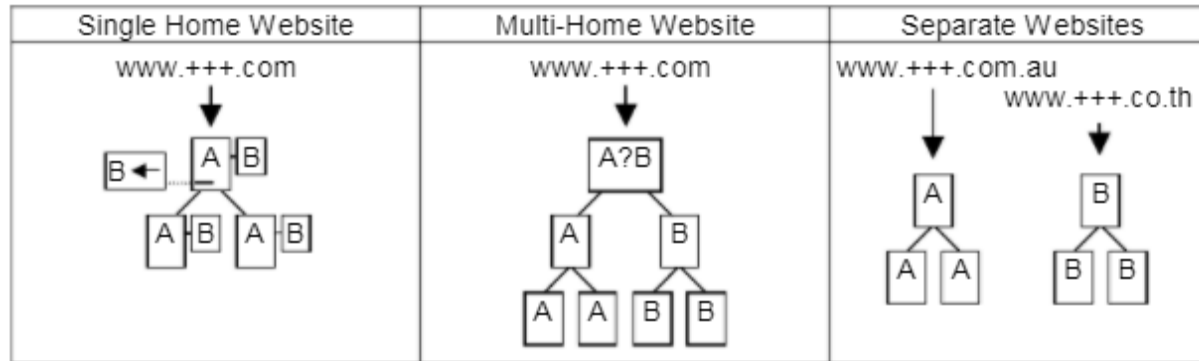 Single Home Website
www.+++.com
A B
B
A B A B
Multi-Home Website
www.+++.com
A?B
A B
A A B B
Separate Websites
www.+++.com.au
www.+++.co.th
A B
A A B B